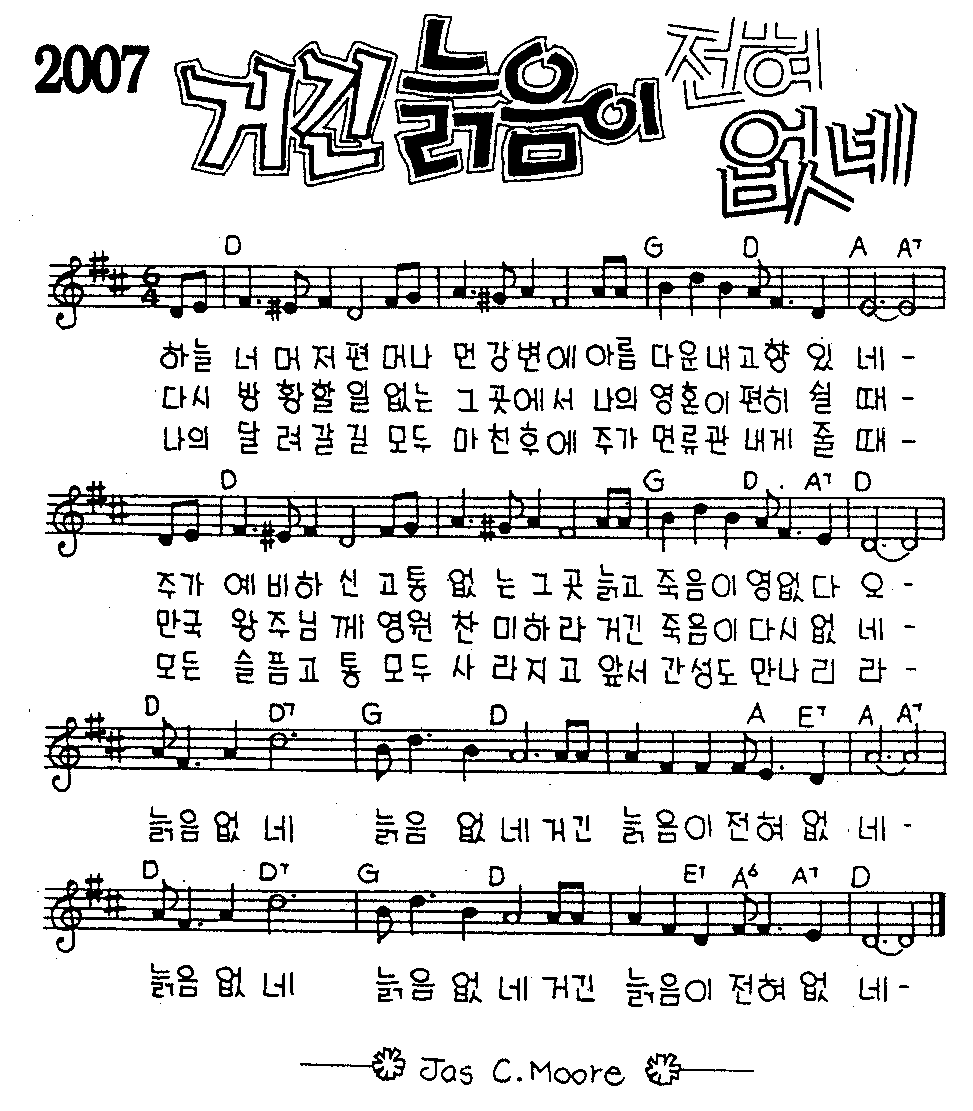 2007 거긴 늙음이 전혀
없네
D G D A A7
하늘 너 머 저 편 머나 먼 강변에 아름 다운내고향 있 네 -
다시 방 황할 일 없는 그 곳에서 나의 영혼이 편히 쉴 때 -
나의 달 려갈 길 모두 마 친후에 주가 면류관 내게 줄 때 -
D G D A7 D
주가 예 비하 신 고통 없 는 그 곳 늙고 죽음이 영없 다 오 -
만국 왕 주님 께 영원 찬 미하 라 거긴 죽음이 다시 없 네 -
모든 슬 픔고 통 모두 사 라지 고 앞서 간성도 만나 리 라 -
D D7 G D A E7 A A7
늙음 없 네 늙음 없 네 거긴 늙 음이 전혀 없 네 -
D D7 G D E7 A6 A7 D
늙음 없 네 늙음 없 네 거긴 늙음이 전혀 없 네 -
Jas C. Moore